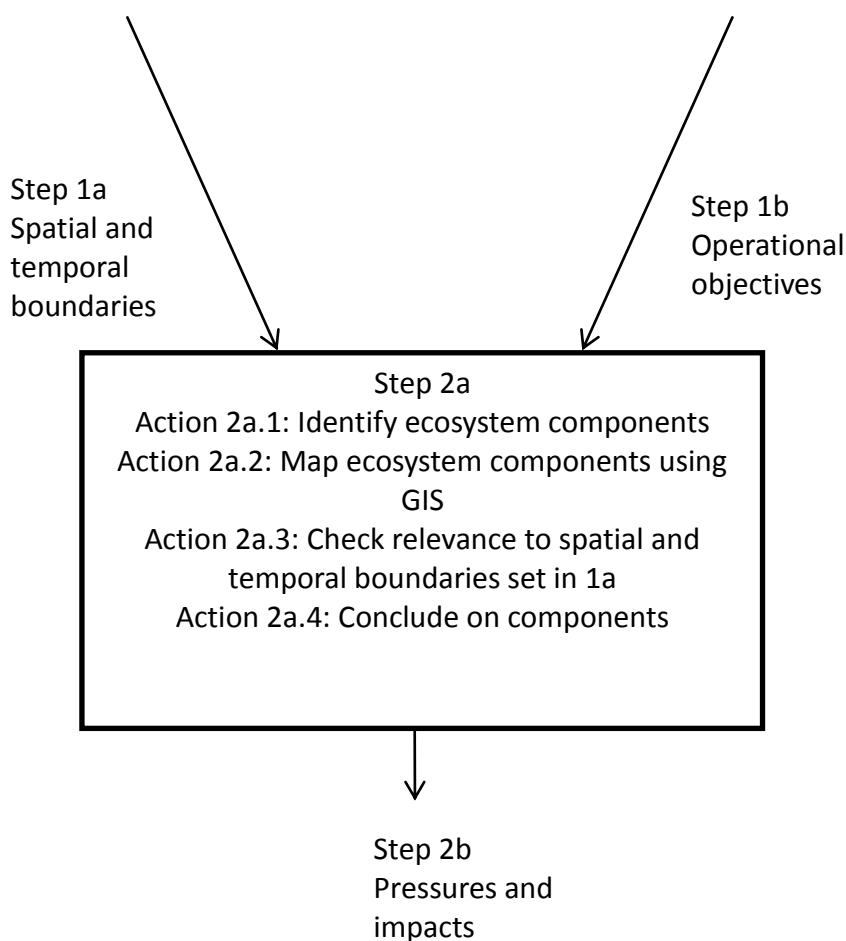 Step 1a
Spatial and
temporal
boundaries
Step 1b
Operational
objectives
Step 2a
Action 2a.1: Identify ecosystem components
Action 2a.2: Map ecosystem components using
GIS
Action 2a.3: Check relevance to spatial and
temporal boundaries set in 1a
Action 2a.4: Conclude on components
Step 2b
Pressures and
impacts